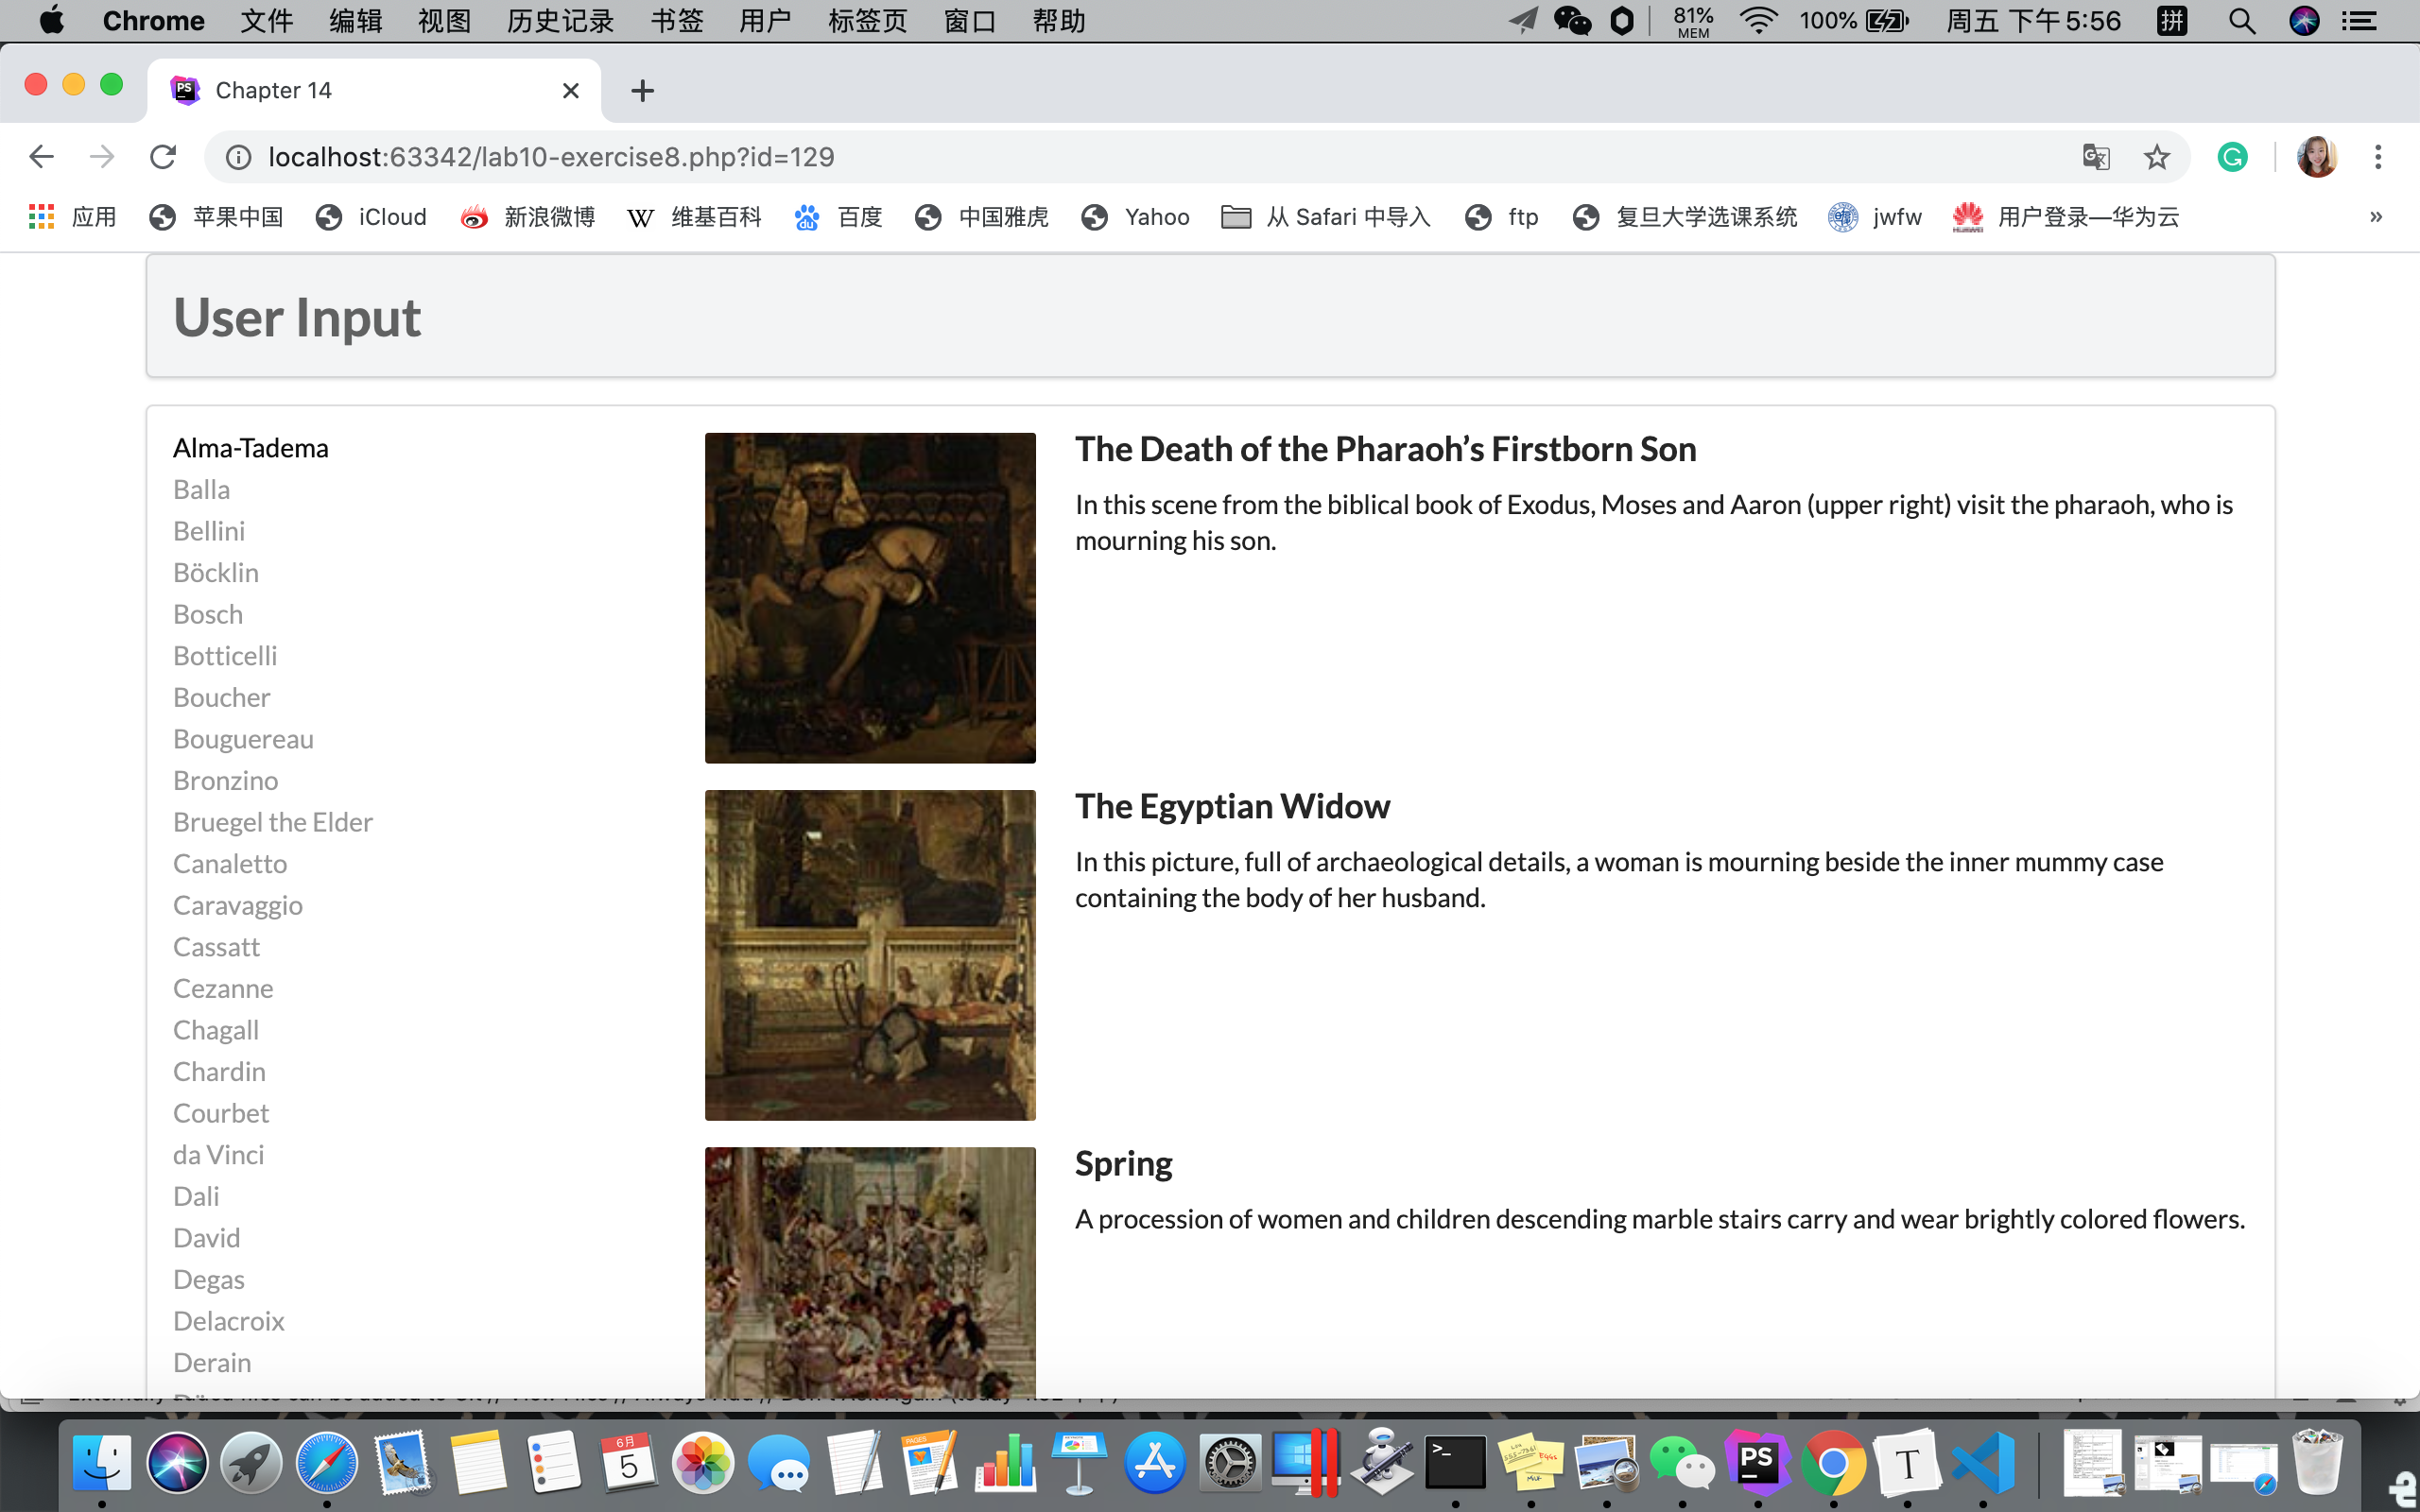 Chrome 文件 编辑 视图 历史记录 书签 用户 标签页 窗口 帮助 81% MEM 100% 周五 下午5:56 拼
PS Chapter 14
localhost:63342/lab10-exercise8.php?id=129
应用 苹果中国 iCloud 新浪微博 W 维基百科 du 百度 中国雅虎 Yahoo 从 Safari 中导入 ftp 复旦大学选课系统 jwfw HUAWEI 用户登录—华为云 »
User Input
Alma-Tadema
Balla
Bellini
Böcklin
Bosch
Botticelli
Boucher
Bouguereau
Bronzino
Bruegel the Elder
Canaletto
Caravaggio
Cassatt
Cezanne
Chagall
Chardin
Courbet
da Vinci
Dali
David
Degas
Delacroix
Derain
The Death of the Pharaoh’s Firstborn Son
In this scene from the biblical book of Exodus, Moses and Aaron (upper right) visit the pharaoh, who is
mourning his son.
The Egyptian Widow
In this picture, full of archaeological details, a woman is mourning beside the inner mummy case
containing the body of her husband.
Spring
A procession of women and children descending marble stairs carry and wear brightly colored flowers.
6月
5
PAGES
>_
PS
T